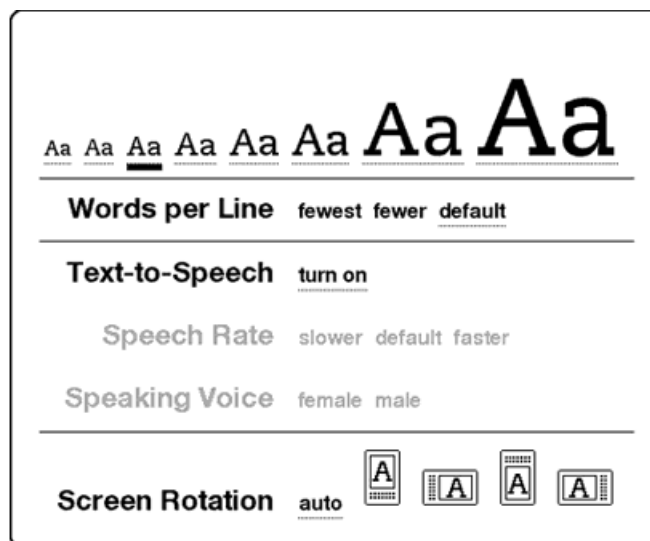 Aa Aa Aa Aa Aa Aa Aa Aa
Words per Line fewest fewer default
Text-to-Speech turn on
Speech Rate slower default faster
Speaking Voice female male
Screen Rotation auto A A A A